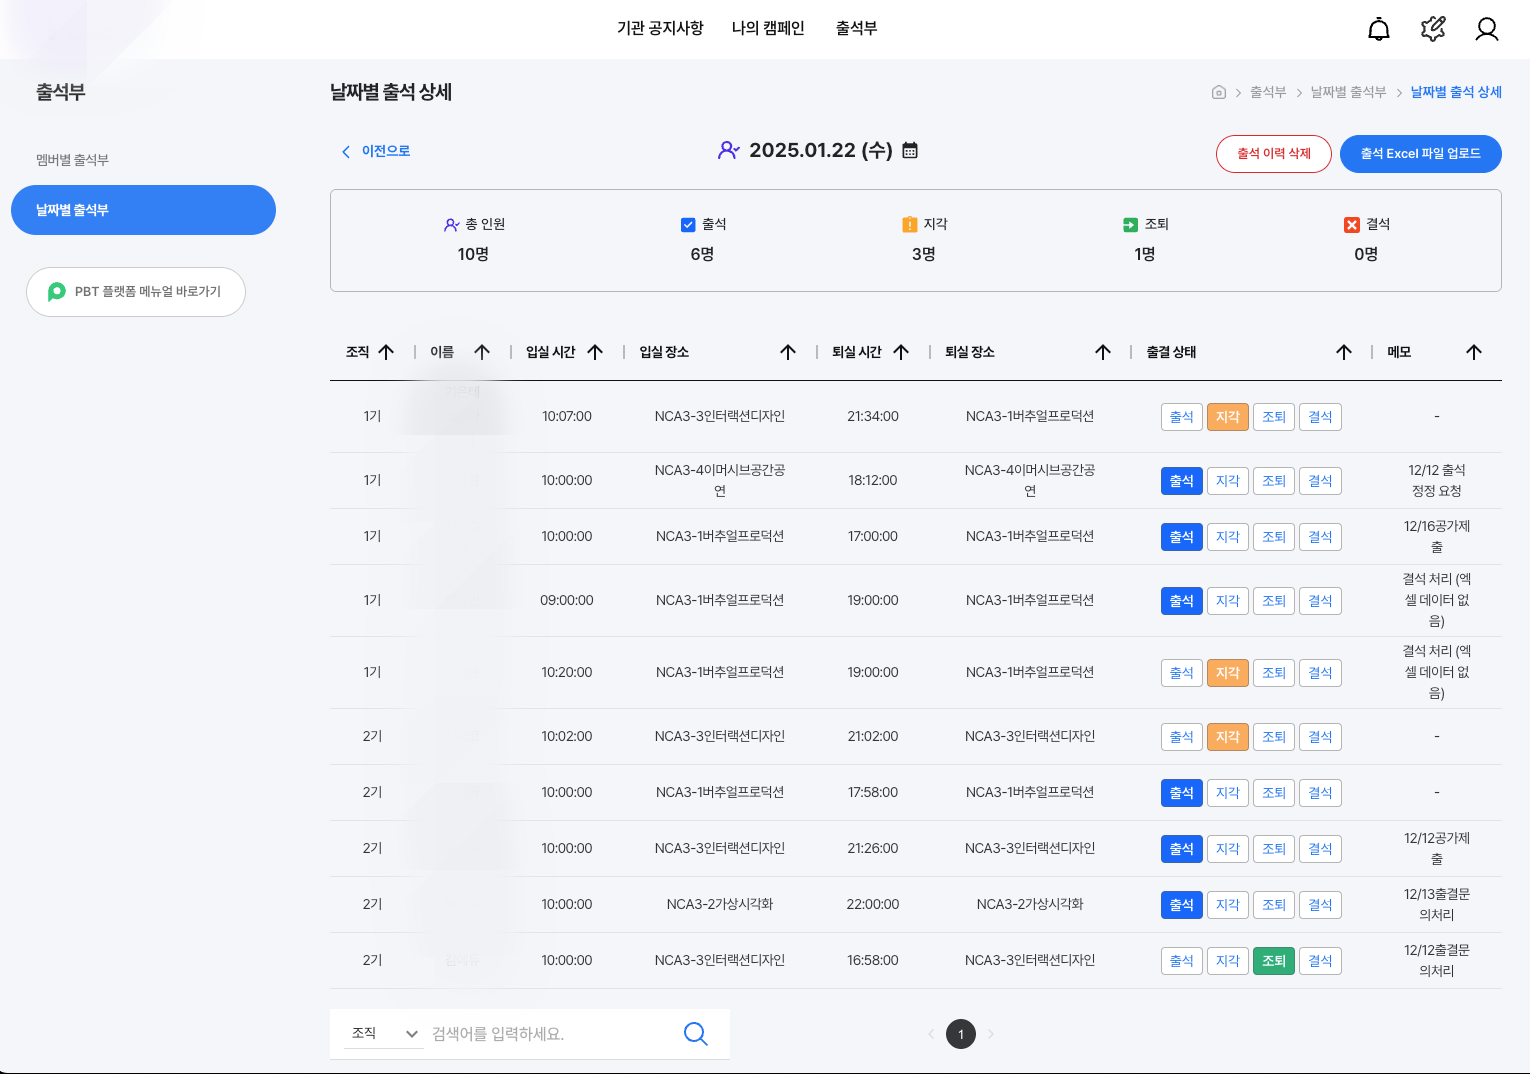 기관 공지사항 나의 캠페인 출석부
출석부
날짜별 출석 상세
출석부 > 날짜별 출석부 > 날짜별 출석 상세
멤버별 출석부
날짜별 출석부
PBT 플랫폼 메뉴얼 바로가기
이전으로
2025.01.22 (수)
출석 이력 삭제
출석 Excel 파일 업로드
총 인원 출석 지각 조퇴 결석
10명 6명 3명 1명 0명
조직 이름 입실 시간 입실 장소 퇴실 시간 퇴실 장소 출결 상태 메모
1기 10:07:00 NCA3-3인터랙션디자인 21:34:00 NCA3-1버추얼프로덕션 출석 지각 조퇴 결석 -
1기 10:00:00 NCA3-4이머시브공간공 18:12:00 NCA3-4이머시브공간공 출석 지각 조퇴 결석 12/12 출석
연 연 정정 요청
1기 10:00:00 NCA3-1버추얼프로덕션 17:00:00 NCA3-1버추얼프로덕션 출석 지각 조퇴 결석 12/16공가제
출
1기 09:00:00 NCA3-1버추얼프로덕션 19:00:00 NCA3-1버추얼프로덕션 출석 지각 조퇴 결석 결석 처리 (엑
셀 데이터 없
음)
1기 10:20:00 NCA3-1버추얼프로덕션 19:00:00 NCA3-1버추얼프로덕션 출석 지각 조퇴 결석 결석 처리 (엑
셀 데이터 없
음)
2기 10:02:00 NCA3-3인터랙션디자인 21:02:00 NCA3-3인터랙션디자인 출석 지각 조퇴 결석 -
2기 10:00:00 NCA3-1버추얼프로덕션 17:58:00 NCA3-1버추얼프로덕션 출석 지각 조퇴 결석 -
2기 10:00:00 NCA3-3인터랙션디자인 21:26:00 NCA3-3인터랙션디자인 출석 지각 조퇴 결석 12/12공가제
출
2기 10:00:00 NCA3-2가상시각화 22:00:00 NCA3-2가상시각화 출석 지각 조퇴 결석 12/13출결문
의처리
2기 10:00:00 NCA3-3인터랙션디자인 16:58:00 NCA3-3인터랙션디자인 출석 지각 조퇴 결석 12/12출결문
의처리
조직 검색어를 입력하세요.
1